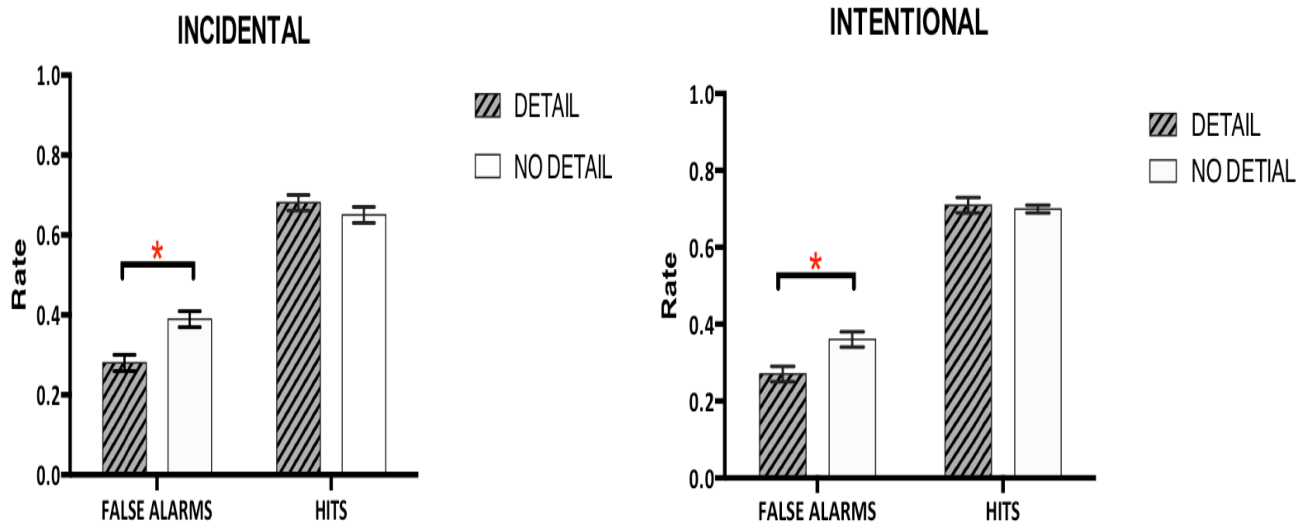 INCIDENTAL
1.0
0.8
0.6
0.4
0.2
0.0
Rate
*
FALSE ALARMS
HITS
DETAIL
NO DETAIL
INTENTIONAL
1.0
0.8
0.6
0.4
0.2
0.0
Rate
*
FALSE ALARMS
HITS
DETAIL
NO DETIAL